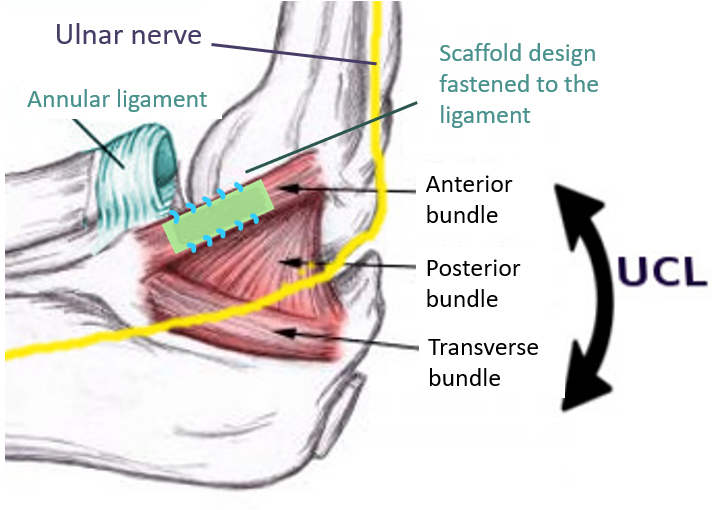 Ulnar nerve
Scaffold design
fastened to the
ligament
Annular ligament
Anterior
bundle
Posterior
bundle
UCL
Transverse
bundle